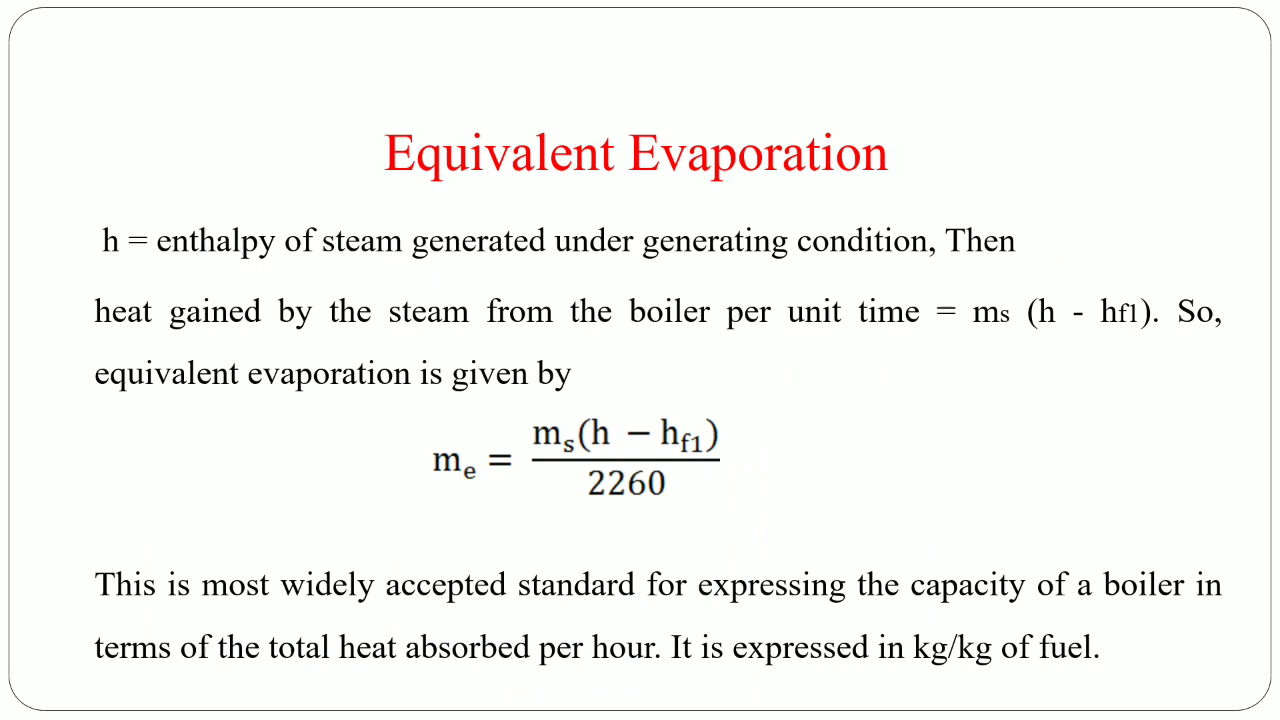 Equivalent Evaporation
h = enthalpy of steam generated under generating condition, Then
heat gained by the steam from the boiler per unit time = ms (h - hf1). So,
equivalent evaporation is given by
mₑ = mₛ(h − h_f1) / 2260
This is most widely accepted standard for expressing the capacity of a boiler in
terms of the total heat absorbed per hour. It is expressed in kg/kg of fuel.